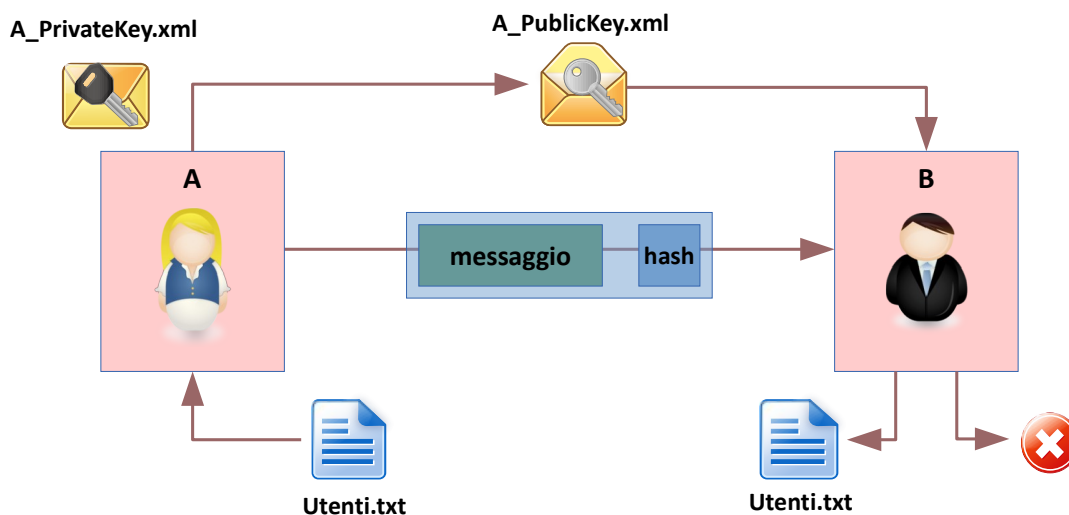 A_PrivateKey.xml
A_PublicKey.xml
A
B
messaggio
hash
Utenti.txt
Utenti.txt